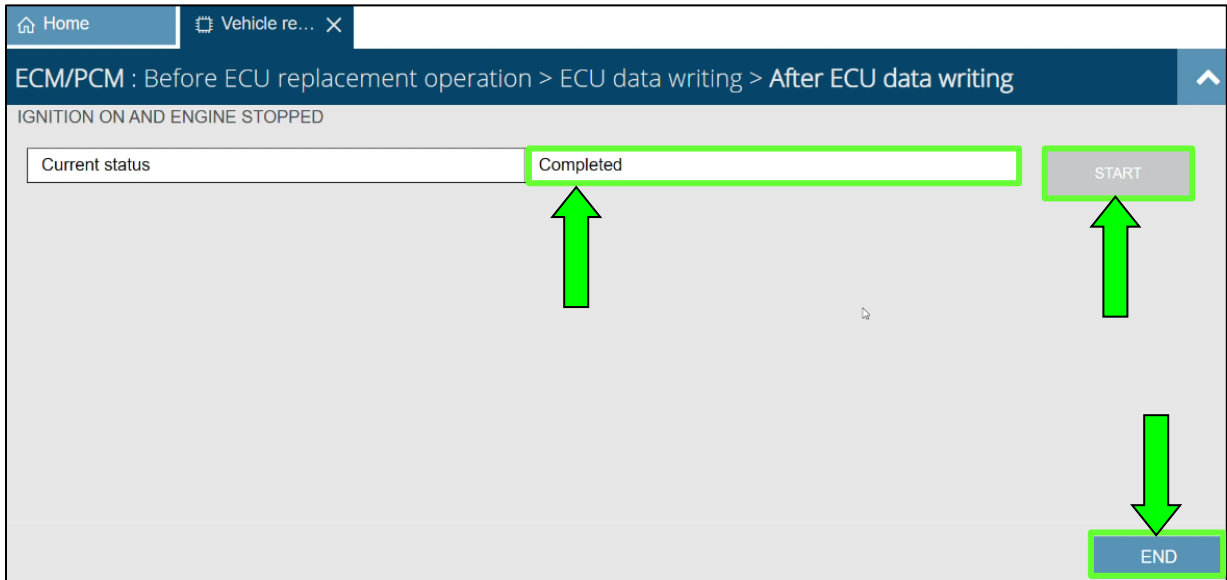 Home
Vehicle re...
ECM/PCM : Before ECU replacement operation > ECU data writing > After ECU data writing
IGNITION ON AND ENGINE STOPPED
Current status
Completed
START
END